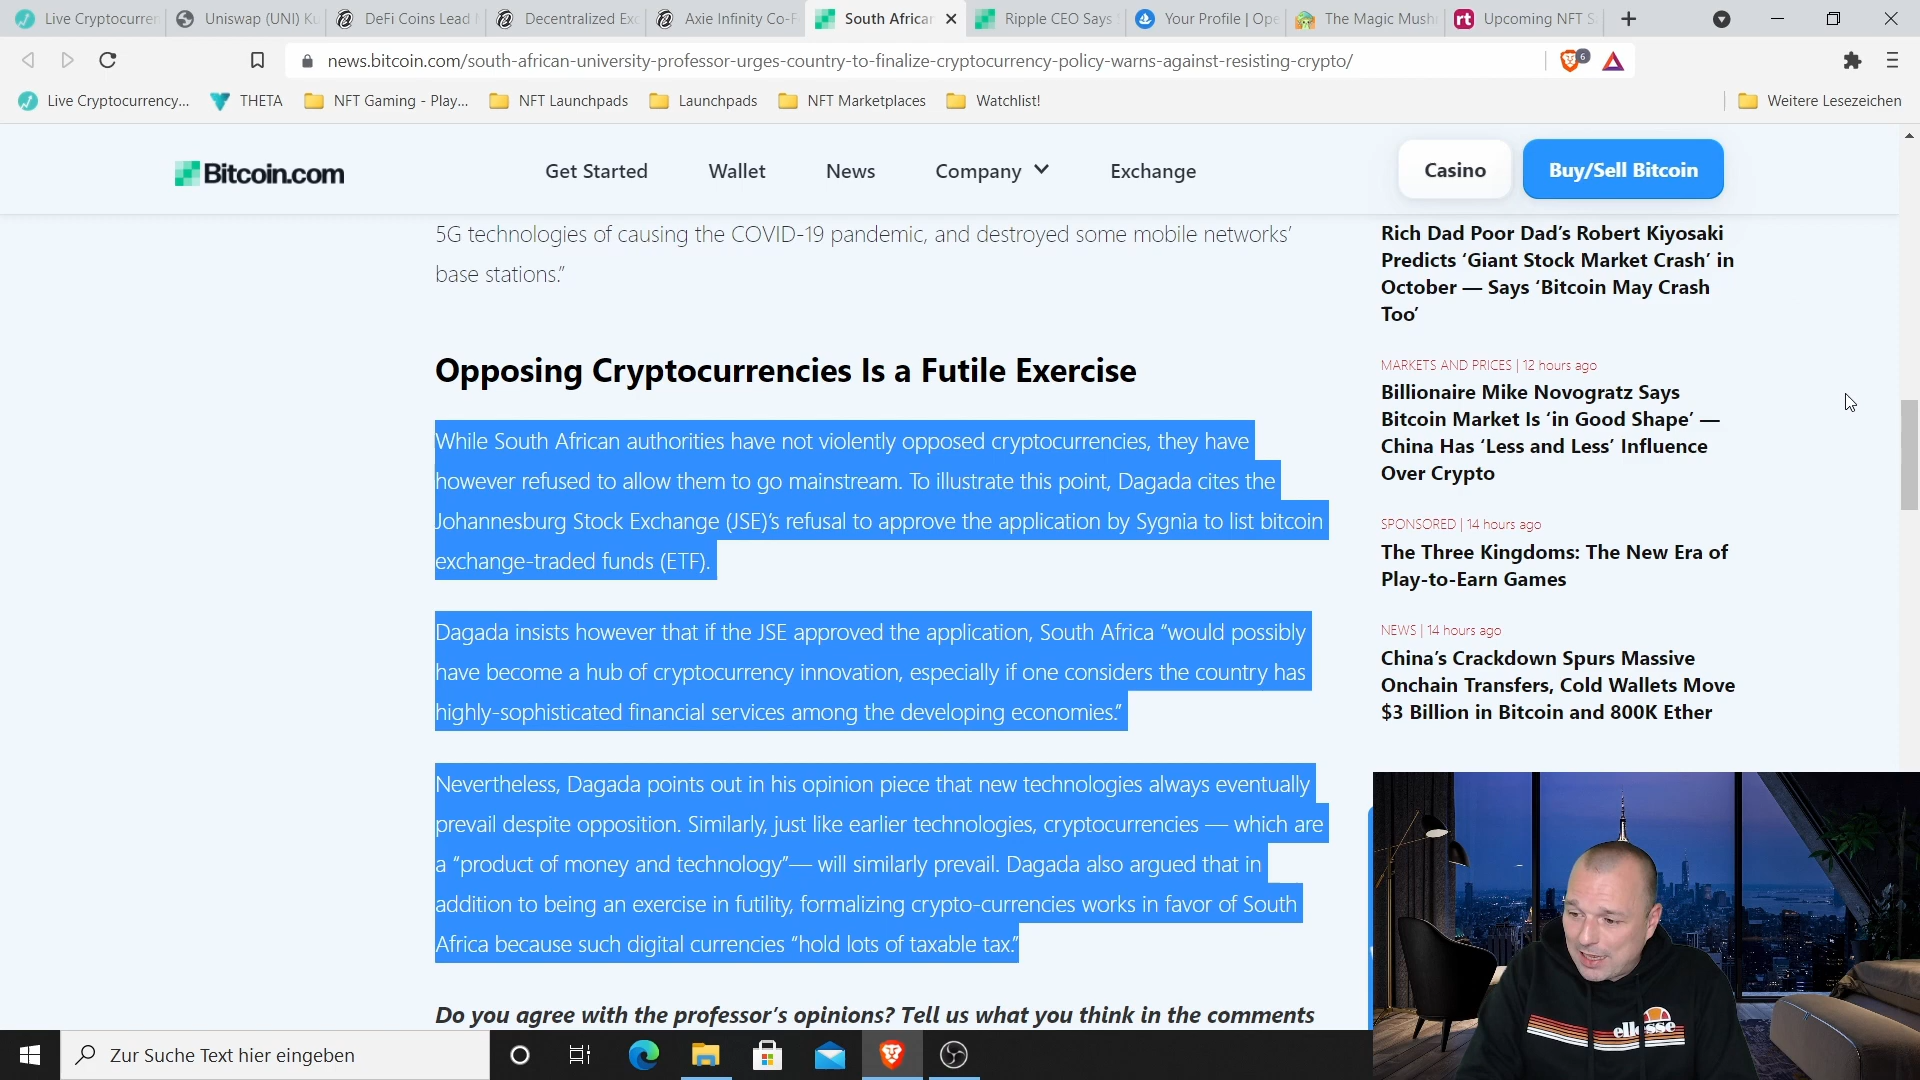 Live Cryptocurren
Uniswap (UNI) Ku
DeFi Coins Lead
Decentralized Exc
Axie Infinity Co-F
South African
Ripple CEO Says
Your Profile | Ope
The Magic Mush
Upcoming NFT S
news.bitcoin.com/south-african-university-professor-urges-country-to-finalize-cryptocurrency-policy-warns-against-resisting-crypto/
6
Live Cryptocurrency...
THETA
NFT Gaming - Play...
NFT Launchpads
Launchpads
NFT Marketplaces
Watchlist!
Weitere Lesezeichen
Bitcoin.com
Get Started
Wallet
News
Company
Exchange
Casino
Buy/Sell Bitcoin
5G technologies of causing the COVID-19 pandemic, and destroyed some mobile networks’
base stations.”
Opposing Cryptocurrencies Is a Futile Exercise
While South African authorities have not violently opposed cryptocurrencies, they have
however refused to allow them to go mainstream. To illustrate this point, Dagada cites the
Johannesburg Stock Exchange (JSE)’s refusal to approve the application by Sygnia to list bitcoin
exchange-traded funds (ETF).
Dagada insists however that if the JSE approved the application, South Africa “would possibly
have become a hub of cryptocurrency innovation, especially if one considers the country has
highly-sophisticated financial services among the developing economies.”
Nevertheless, Dagada points out in his opinion piece that new technologies always eventually
prevail despite opposition. Similarly, just like earlier technologies, cryptocurrencies — which are
a “product of money and technology”— will similarly prevail. Dagada also argued that in
addition to being an exercise in futility, formalizing crypto-currencies works in favor of South
Africa because such digital currencies “hold lots of taxable tax.”
Do you agree with the professor’s opinions? Tell us what you think in the comments
Rich Dad Poor Dad’s Robert Kiyosaki
Predicts ‘Giant Stock Market Crash’ in
October — Says ‘Bitcoin May Crash
Too’
MARKETS AND PRICES | 12 hours ago
Billionaire Mike Novogratz Says
Bitcoin Market Is ‘in Good Shape’ —
China Has ‘Less and Less’ Influence
Over Crypto
SPONSORED | 14 hours ago
The Three Kingdoms: The New Era of
Play-to-Earn Games
NEWS | 14 hours ago
China’s Crackdown Spurs Massive
Onchain Transfers, Cold Wallets Move
$3 Billion in Bitcoin and 800K Ether
ellesse
Zur Suche Text hier eingeben